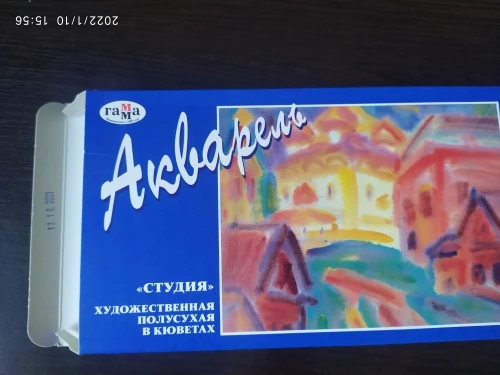 2022/1/10 15:56
гамма
Акварель
«СТУДИЯ»
ХУДОЖЕСТВЕННАЯ
ПОЛУСУХАЯ
В КЮВЕТАХ